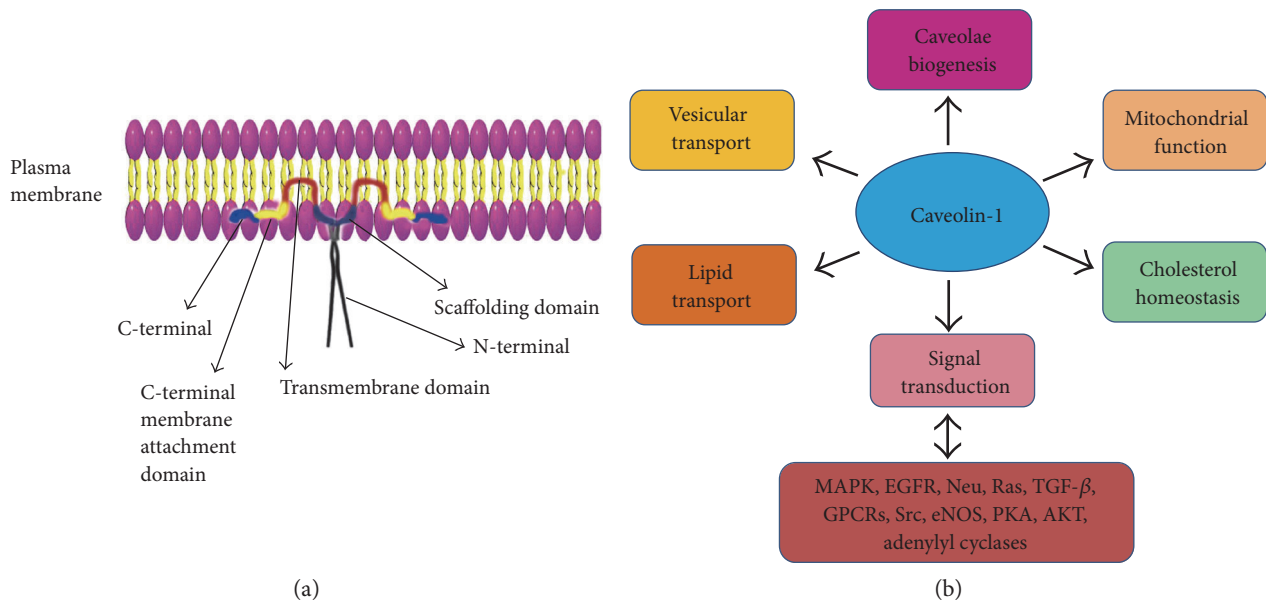 Plasma
membrane
C-terminal
C-terminal
membrane
attachment
domain
Transmembrane domain
Scaffolding domain
N-terminal
(a)
Caveolae
biogenesis
Vesicular
transport
Mitochondrial
function
Caveolin-1
Lipid
transport
Cholesterol
homeostasis
Signal
transduction
MAPK, EGFR, Neu, Ras, TGF-β,
GPCRs, Src, eNOS, PKA, AKT,
adenylyl cyclases
(b)